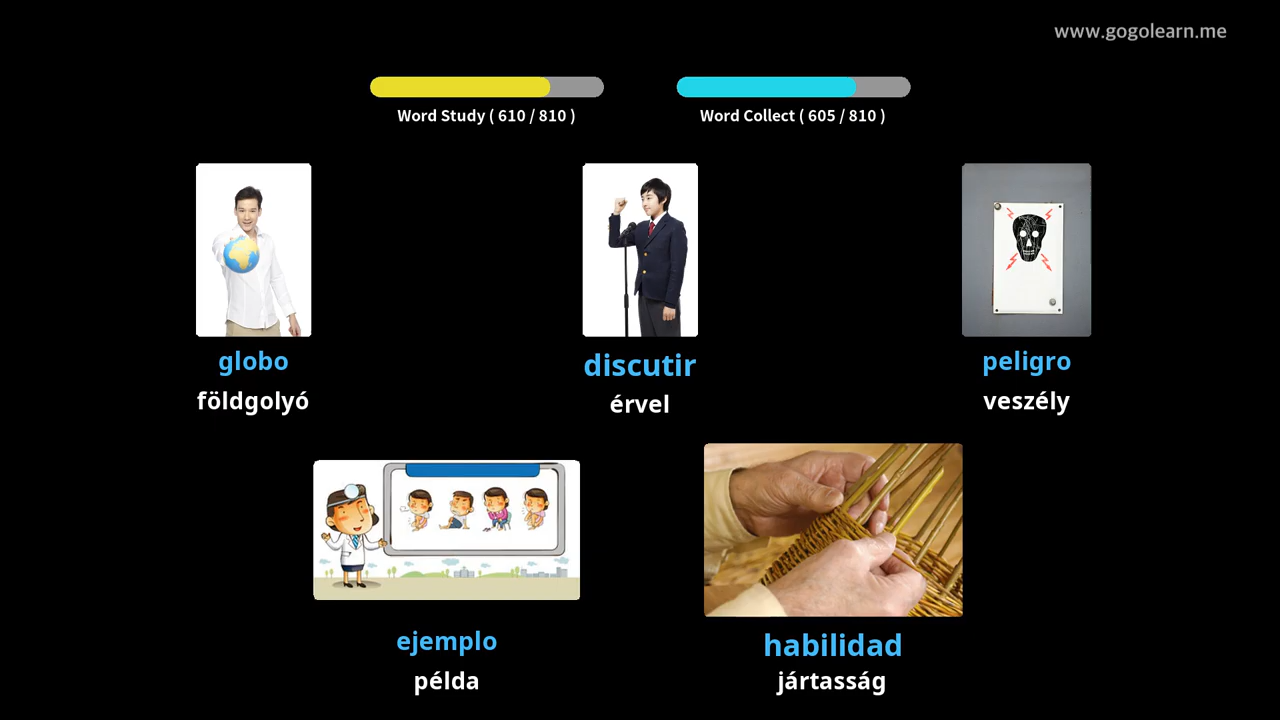 www.gogolearn.me
Word Study ( 610 / 810 )
Word Collect ( 605 / 810 )
globo
földgolyó
discutir
érvel
peligro
veszély
ejemplo
példa
habilidad
jártasság